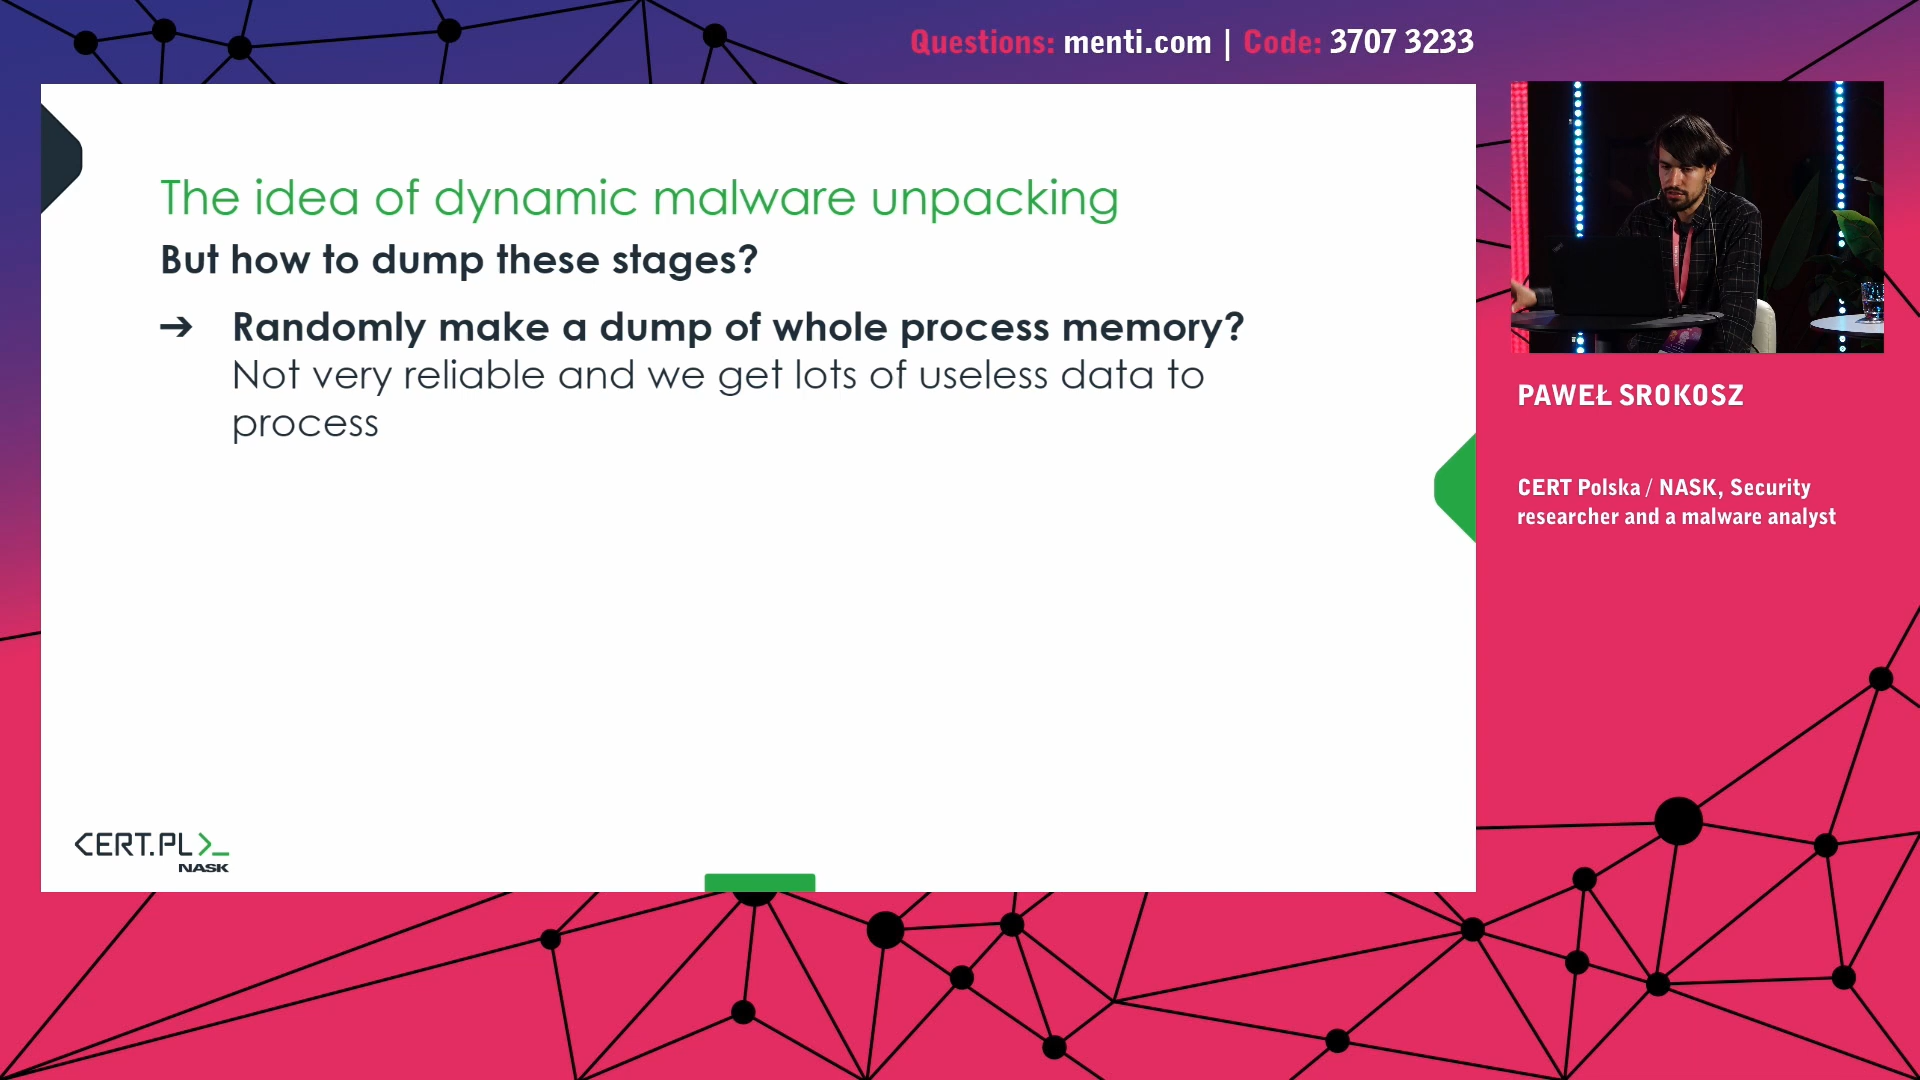 Questions: menti.com | Code: 3707 3233
The idea of dynamic malware unpacking
But how to dump these stages?
➔ Randomly make a dump of whole process memory?
Not very reliable and we get lots of useless data to
process
PAWEŁ SROKOSZ
CERT Polska / NASK, Security
researcher and a malware analyst
<CERT.PL>_
NASK